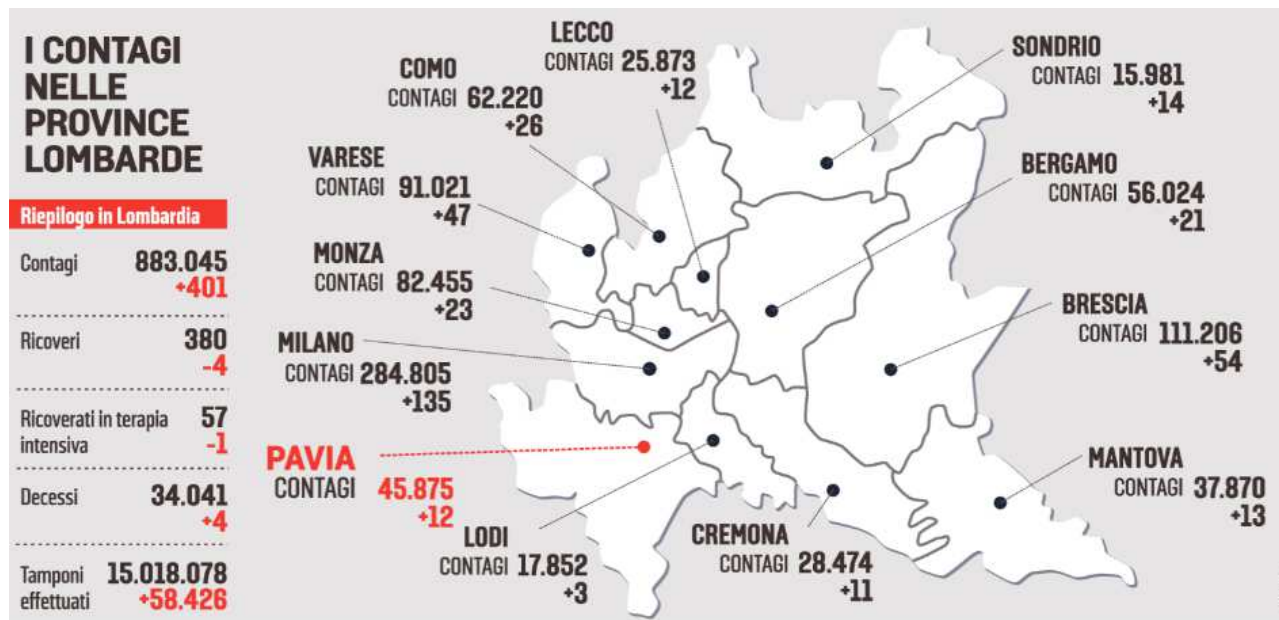 I CONTAGI
NELLE
PROVINCE
LOMBARDE
Riepilogo in Lombardia
Contagi 883.045
+401
Ricoveri 380
-4
Ricoverati in terapia 57
intensiva -1
Decessi 34.041
+4
Tamponi 15.018.078
effettuati +58.426
LECCO
CONTAGI 25.873
+12
COMO
CONTAGI 62.220
+26
VARESE
CONTAGI 91.021
+47
MONZA
CONTAGI 82.455
+23
MILANO
CONTAGI 284.805
+135
PAVIA
CONTAGI 45.875
+12
LODI
CONTAGI 17.852
+3
CREMONA
CONTAGI 28.474
+11
SONDRIO
CONTAGI 15.981
+14
BERGAMO
CONTAGI 56.024
+21
BRESCIA
CONTAGI 111.206
+54
MANTOVA
CONTAGI 37.870
+13